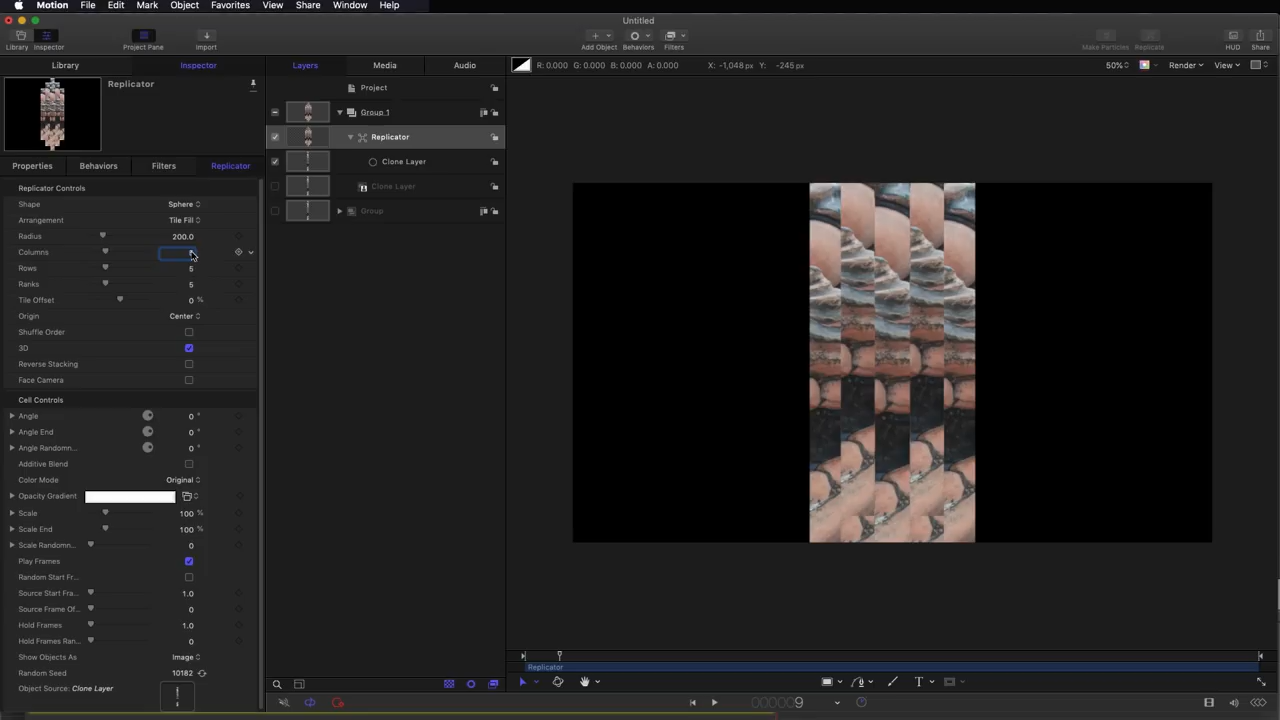 Motion File Edit Mark Object Favorites View Share Window Help
Untitled
Library Inspector Project Pane Import Add Object Behaviors Filters Make Particles Replicate HUD Share
Library Inspector Layers Media Audio R: 0.000 G: 0.000 B: 0.000 A: 0.000 X: -1,048 px Y: -245 px 50% Render View
Replicator
Project
Group 1
Replicator
Clone Layer
Clone Layer
Group
Properties Behaviors Filters Replicator
Replicator Controls
Shape Sphere
Arrangement Tile Fill
Radius 200.0
Columns
Rows 5
Ranks 5
Tile Offset 0 %
Origin Center
Shuffle Order
3D
Reverse Stacking
Face Camera
Cell Controls
Angle 0 °
Angle End 0 °
Angle Randomn... 0 °
Additive Blend
Color Mode Original
Opacity Gradient
Scale 100 %
Scale End 100 %
Scale Randomn... 0
Play Frames
Random Start Fr...
Source Start Fra... 1.0
Source Frame Of... 0
Hold Frames 1.0
Hold Frames Ran... 0
Show Objects As Image
Random Seed 10182
Object Source: Clone Layer
Replicator
T
000009